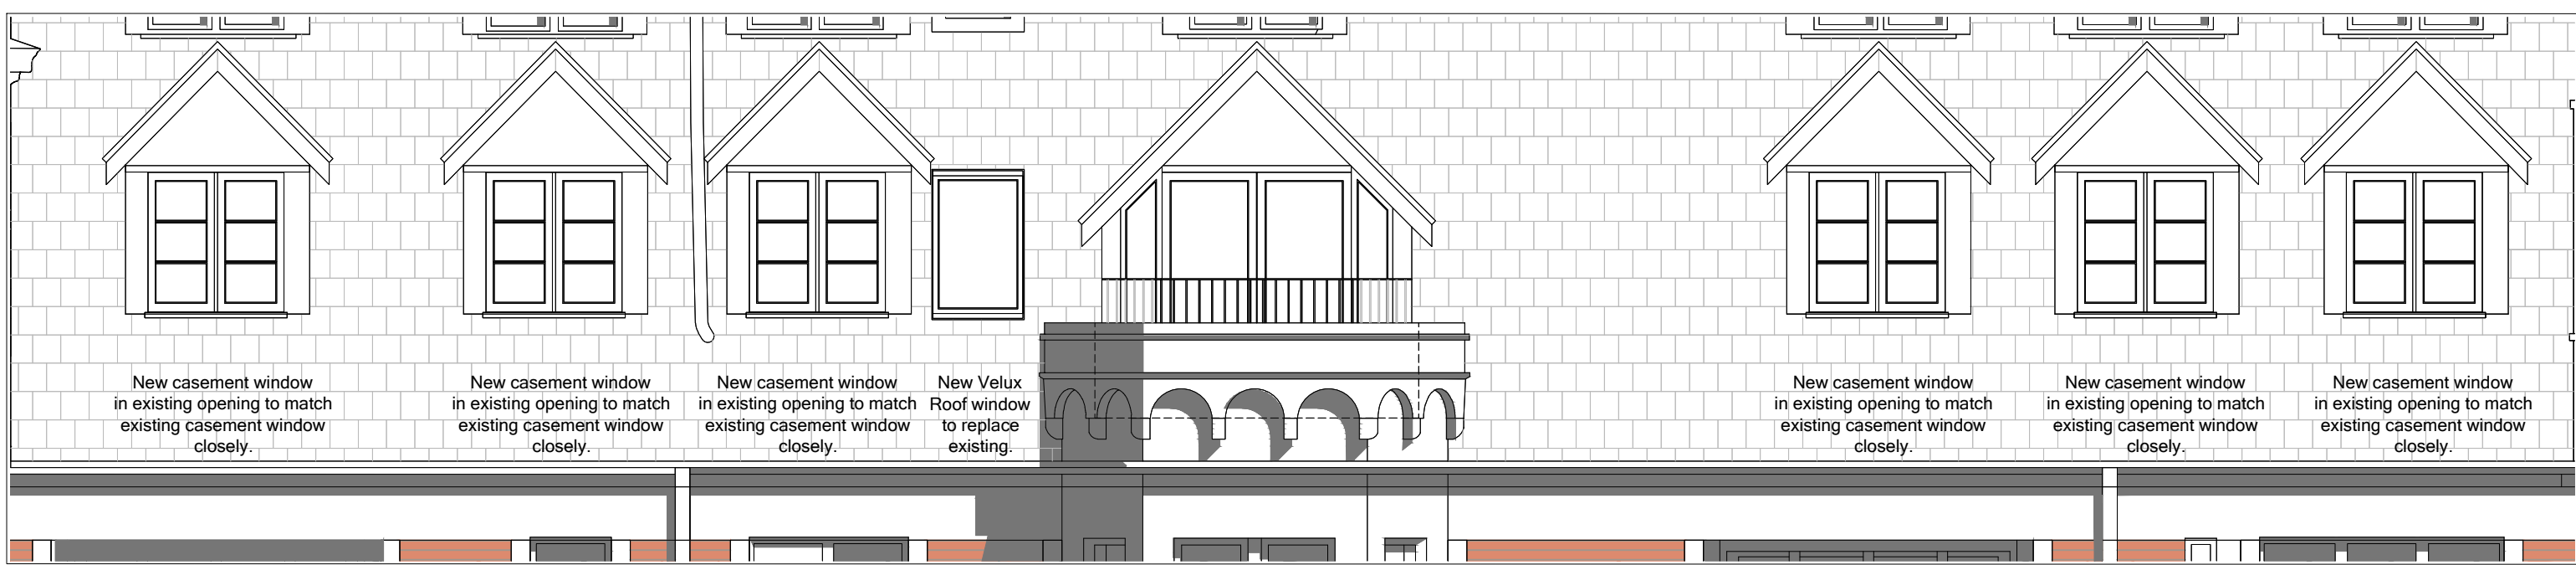 New casement window
in existing opening to match
existing casement window
closely.
New casement window
in existing opening to match
existing casement window
closely.
New casement window
in existing opening to match
existing casement window
closely.
New Velux
Roof window
to replace
existing.
New casement window
in existing opening to match
existing casement window
closely.
New casement window
in existing opening to match
existing casement window
closely.
New casement window
in existing opening to match
existing casement window
closely.